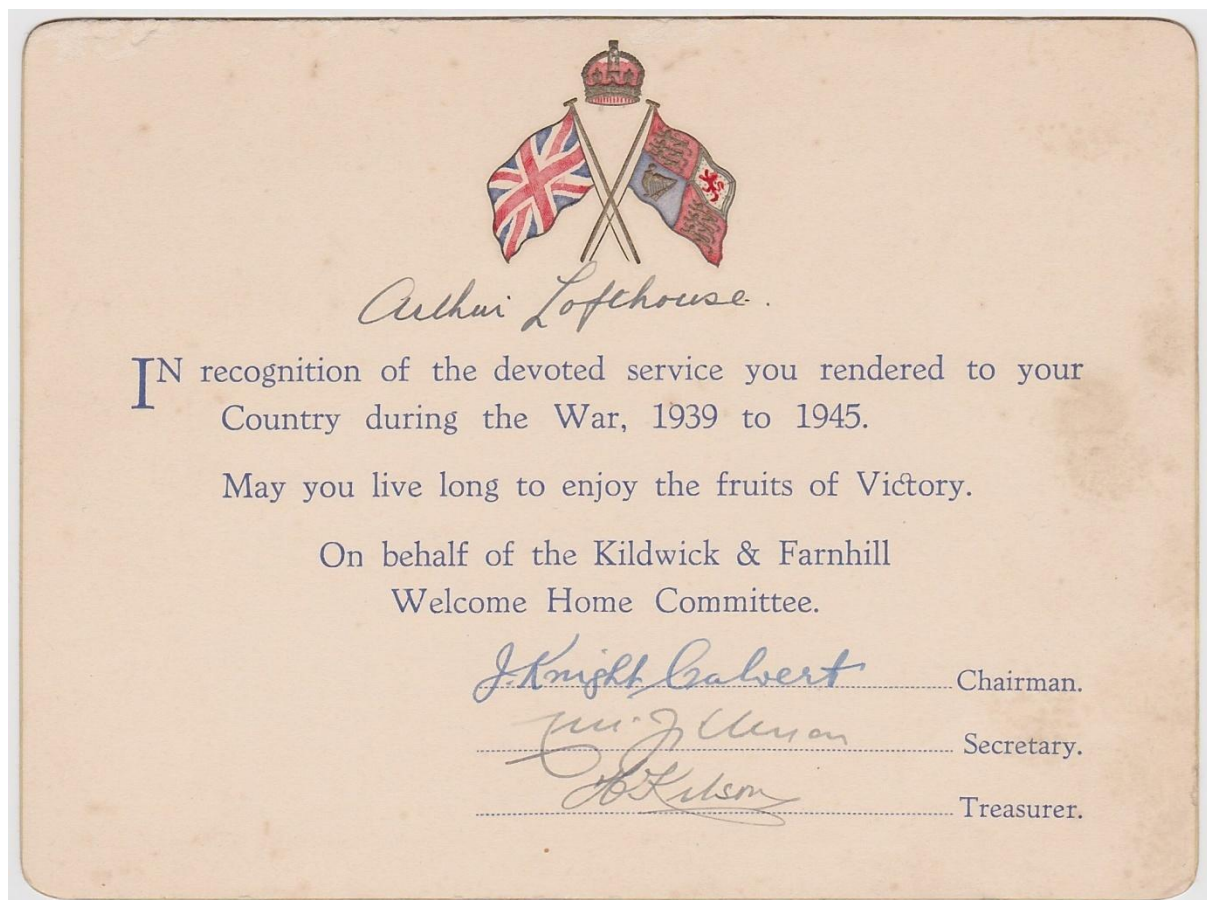 Arthur Lofthouse.
IN recognition of the devoted service you rendered to your
Country during the War, 1939 to 1945.
May you live long to enjoy the fruits of Victory.
On behalf of the Kildwick & Farnhill
Welcome Home Committee.
J. Knight Calvert Chairman.
Secretary.
Treasurer.